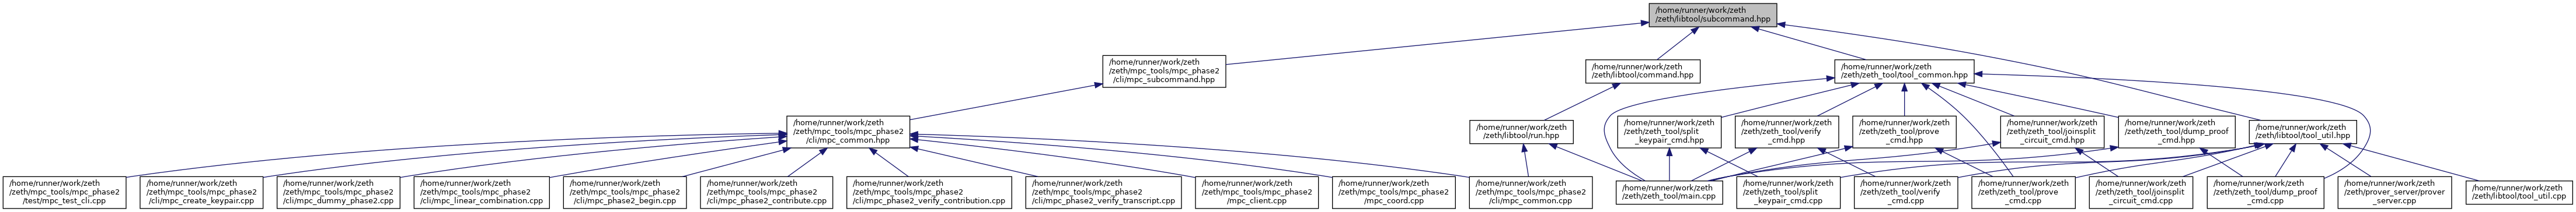 /home/runner/work/zeth
/zeth/libtool/subcommand.hpp
/home/runner/work/zeth
/zeth/mpc_tools/mpc_phase2
/cli/mpc_subcommand.hpp
/home/runner/work/zeth
/zeth/libtool/command.hpp
/home/runner/work/zeth
/zeth/zeth_tool/tool_common.hpp
/home/runner/work/zeth
/zeth/mpc_tools/mpc_phase2
/cli/mpc_common.hpp
/home/runner/work/zeth
/zeth/libtool/run.hpp
/home/runner/work/zeth
/zeth/zeth_tool/split
_keypair_cmd.hpp
/home/runner/work/zeth
/zeth/zeth_tool/verify
_cmd.hpp
/home/runner/work/zeth
/zeth/zeth_tool/prove
_cmd.hpp
/home/runner/work/zeth
/zeth/zeth_tool/joinsplit
_circuit_cmd.hpp
/home/runner/work/zeth
/zeth/zeth_tool/dump_proof
_cmd.hpp
/home/runner/work/zeth
/zeth/libtool/tool_util.hpp
/home/runner/work/zeth
/zeth/mpc_tools/mpc_phase2
/test/mpc_test_cli.cpp
/home/runner/work/zeth
/zeth/mpc_tools/mpc_phase2
/cli/mpc_create_keypair.cpp
/home/runner/work/zeth
/zeth/mpc_tools/mpc_phase2
/cli/mpc_dummy_phase2.cpp
/home/runner/work/zeth
/zeth/mpc_tools/mpc_phase2
/cli/mpc_linear_combination.cpp
/home/runner/work/zeth
/zeth/mpc_tools/mpc_phase2
/cli/mpc_phase2_begin.cpp
/home/runner/work/zeth
/zeth/mpc_tools/mpc_phase2
/cli/mpc_phase2_contribute.cpp
/home/runner/work/zeth
/zeth/mpc_tools/mpc_phase2
/cli/mpc_phase2_verify_contribution.cpp
/home/runner/work/zeth
/zeth/mpc_tools/mpc_phase2
/cli/mpc_phase2_verify_transcript.cpp
/home/runner/work/zeth
/zeth/mpc_tools/mpc_phase2
/mpc_client.cpp
/home/runner/work/zeth
/zeth/mpc_tools/mpc_phase2
/mpc_coord.cpp
/home/runner/work/zeth
/zeth/mpc_tools/mpc_phase2
/cli/mpc_common.cpp
/home/runner/work/zeth
/zeth/zeth_tool/main.cpp
/home/runner/work/zeth
/zeth/zeth_tool/split
_keypair_cmd.cpp
/home/runner/work/zeth
/zeth/zeth_tool/verify
_cmd.cpp
/home/runner/work/zeth
/zeth/zeth_tool/prove
_cmd.cpp
/home/runner/work/zeth
/zeth/zeth_tool/joinsplit
_circuit_cmd.cpp
/home/runner/work/zeth
/zeth/zeth_tool/dump_proof
_cmd.cpp
/home/runner/work/zeth
/zeth/prover_server/prover
_server.cpp
/home/runner/work/zeth
/zeth/libtool/tool_util.cpp